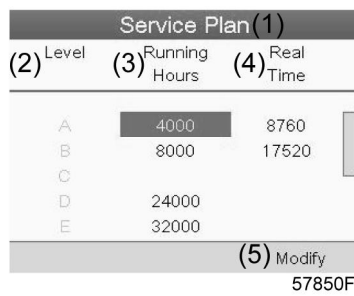 Service Plan (1)
(2) Level (3) Running Hours (4) Real Time
A 4000 8760
B 8000 17520
C
D 24000
E 32000
(5) Modify
57850F